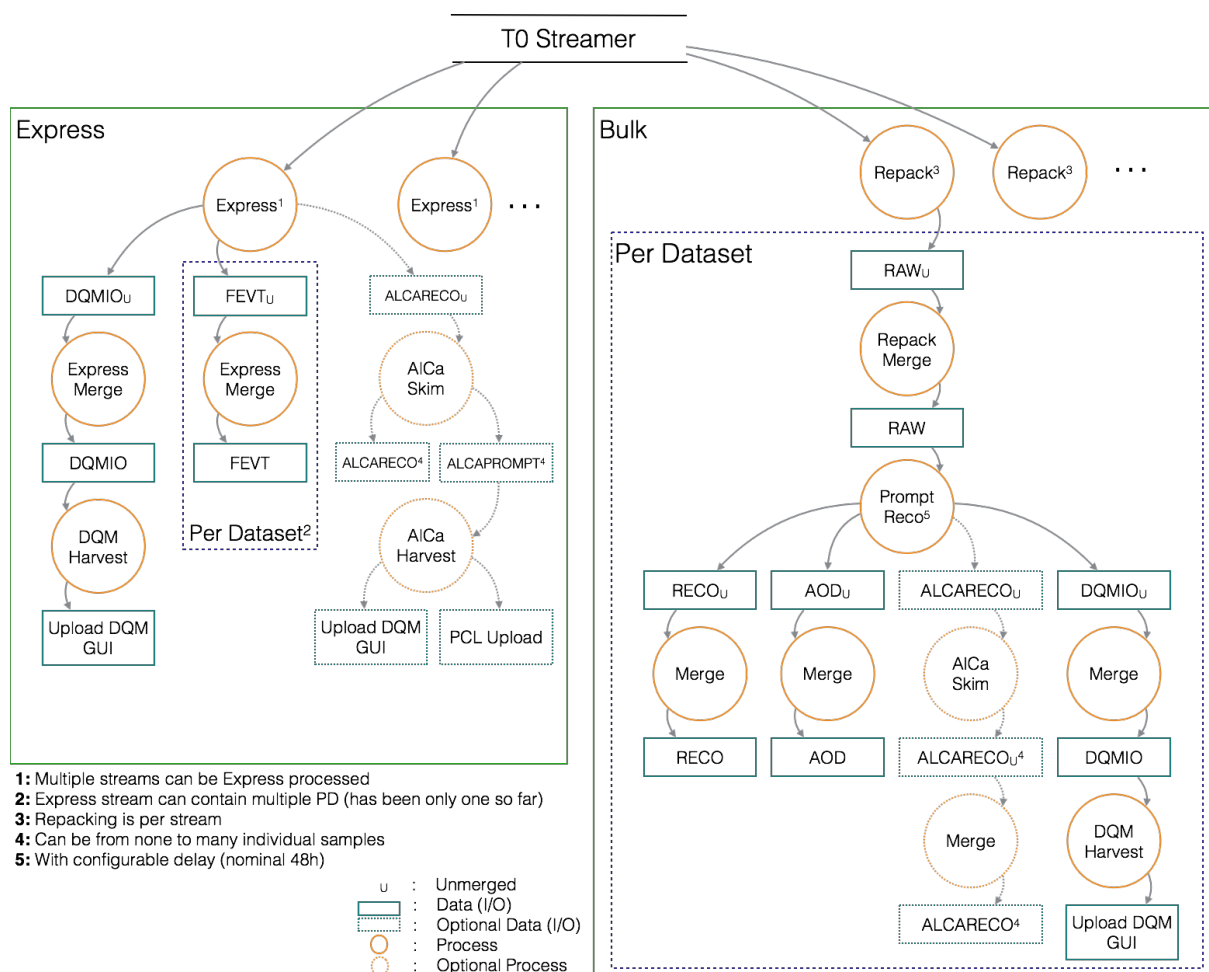 T0 Streamer
Express
Express¹
Express¹
...
DQMIOU
FEVTU
ALCARECOU
Express
Merge
Express
Merge
AlCa
Skim
DQMIO
FEVT
ALCARECO⁴
ALCAPROMPT⁴
Per Dataset²
DQM
Harvest
AlCa
Harvest
Upload DQM
GUI
Upload DQM
GUI
PCL Upload
Bulk
Repack³
Repack³
...
Per Dataset
RAWU
Repack
Merge
RAW
Prompt
Reco⁵
RECOU
AODU
ALCARECOU
DQMIOU
Merge
Merge
AlCa
Skim
Merge
RECO
AOD
ALCARECOU⁴
DQMIO
Merge
DQM
Harvest
ALCARECO⁴
Upload DQM
GUI
1: Multiple streams can be Express processed
2: Express stream can contain multiple PD (has been only one so far)
3: Repacking is per stream
4: Can be from none to many individual samples
5: With configurable delay (nominal 48h)
U : Unmerged
: Data (I/O)
: Optional Data (I/O)
: Process
: Optional Process